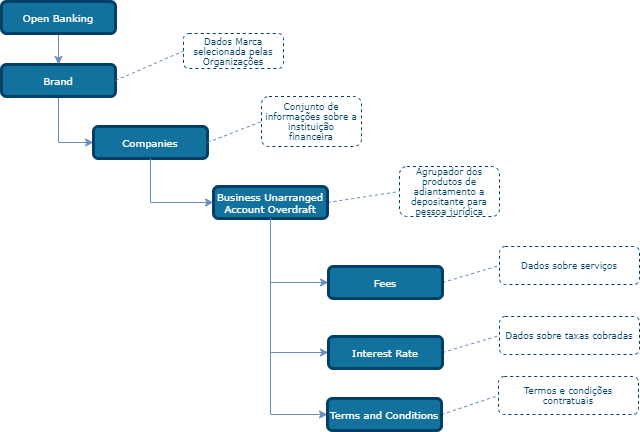 Open Banking
Dados Marca
selecionada pelas
Organizações
Brand
Conjunto de
informações sobre a
instituição
financeira
Companies
Agrupador dos
produtos de
adiantamento a
depositante para
pessoa jurídica
Business Unarranged
Account Overdraft
Dados sobre serviços
Fees
Dados sobre taxas cobradas
Interest Rate
Termos e condições
contratuais
Terms and Conditions